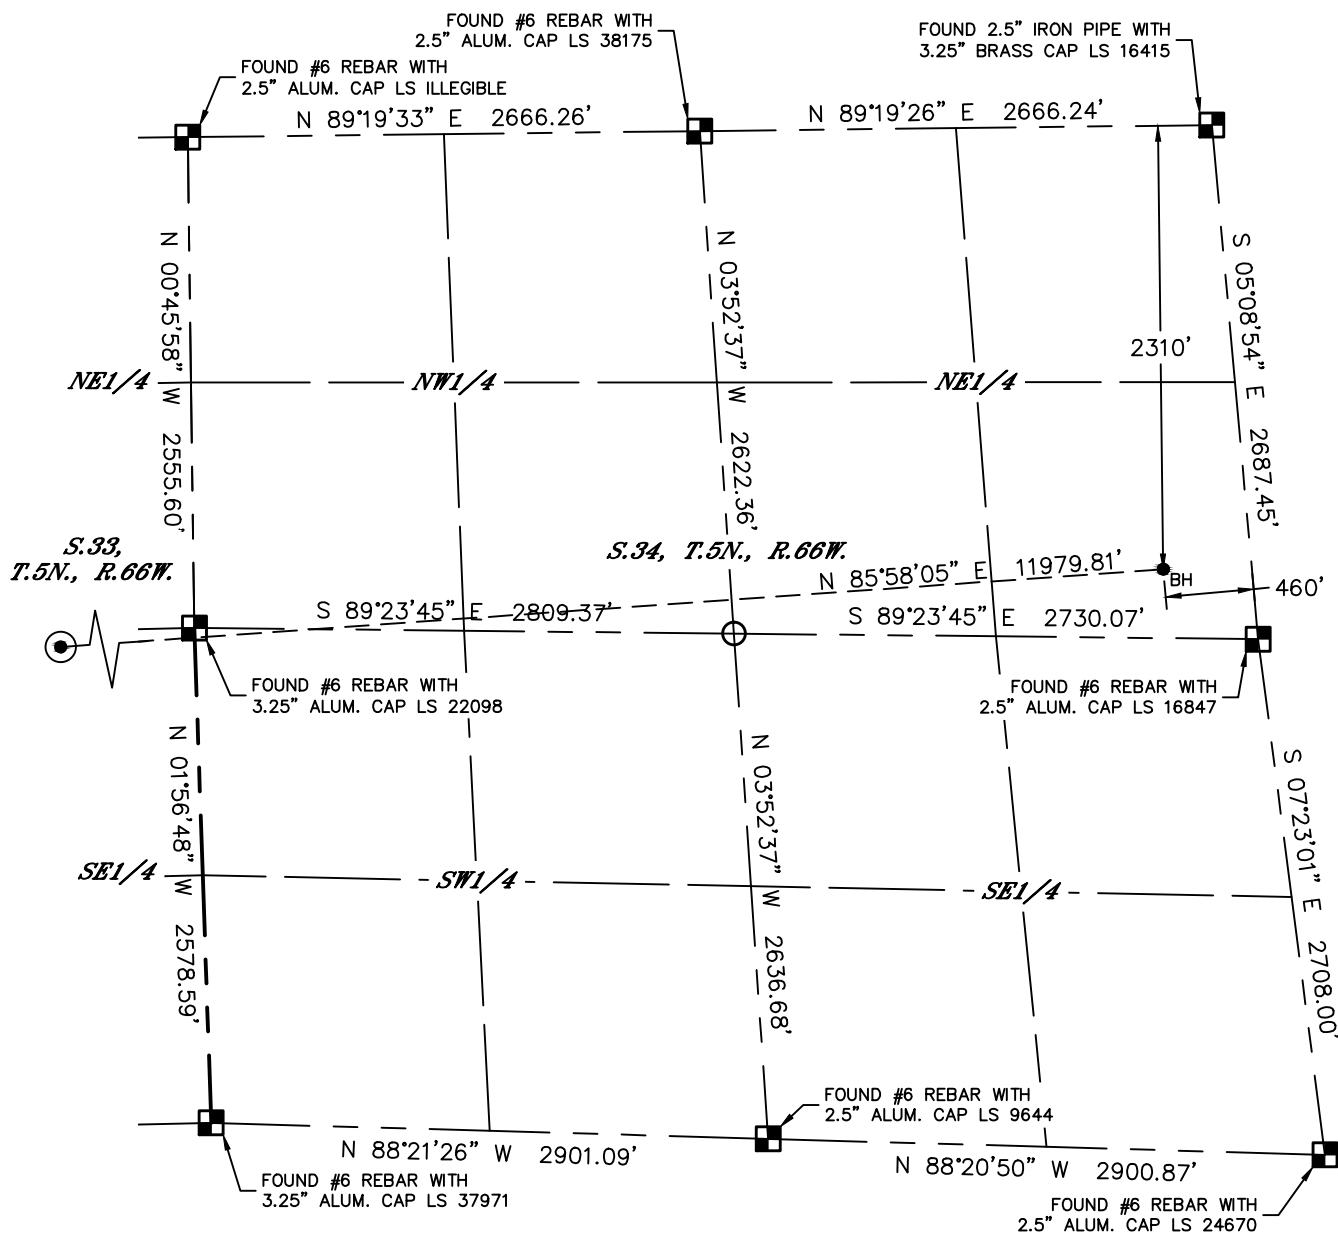 FOUND #6 REBAR WITH
2.5" ALUM. CAP LS 38175
FOUND 2.5" IRON PIPE WITH
3.25" BRASS CAP LS 16415
FOUND #6 REBAR WITH
2.5" ALUM. CAP LS ILLEGIBLE
N 89°19'33" E 2666.26'
N 89°19'26" E 2666.24'
N 00°45'58" W 2555.60'
N 03°52'37" W 2622.36'
S 05°08'54" E 2687.45'
2310'
NE1/4
NW1/4
NE1/4
S.33,
T.5N., R.66W.
S.34, T.5N., R.66W.
N 85°58'05" E 11979.81'
BH
460'
S 89°23'45" E 2809.37'
S 89°23'45" E 2730.07'
FOUND #6 REBAR WITH
3.25" ALUM. CAP LS 22098
FOUND #6 REBAR WITH
2.5" ALUM. CAP LS 16847
N 01°56'48" W 2578.59'
N 03°52'37" W 2636.68'
S 07°23'01" E 2708.00'
SE1/4
SW1/4
SE1/4
FOUND #6 REBAR WITH
2.5" ALUM. CAP LS 9644
N 88°21'26" W 2901.09'
N 88°20'50" W 2900.87'
FOUND #6 REBAR WITH
3.25" ALUM. CAP LS 37971
FOUND #6 REBAR WITH
2.5" ALUM. CAP LS 24670